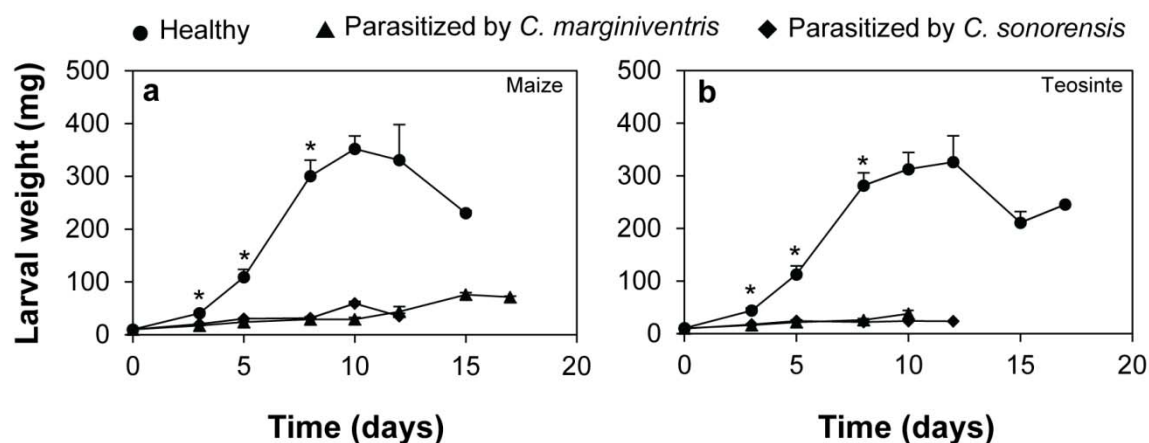 Healthy Parasitized by C. marginiventris Parasitized by C. sonorensis
a Maize
500
400
300
200
100
0
* * *
0 5 10 15 20
Larval weight (mg)
Time (days)
b Teosinte
500
400
300
200
100
0
* * *
0 5 10 15 20
Time (days)